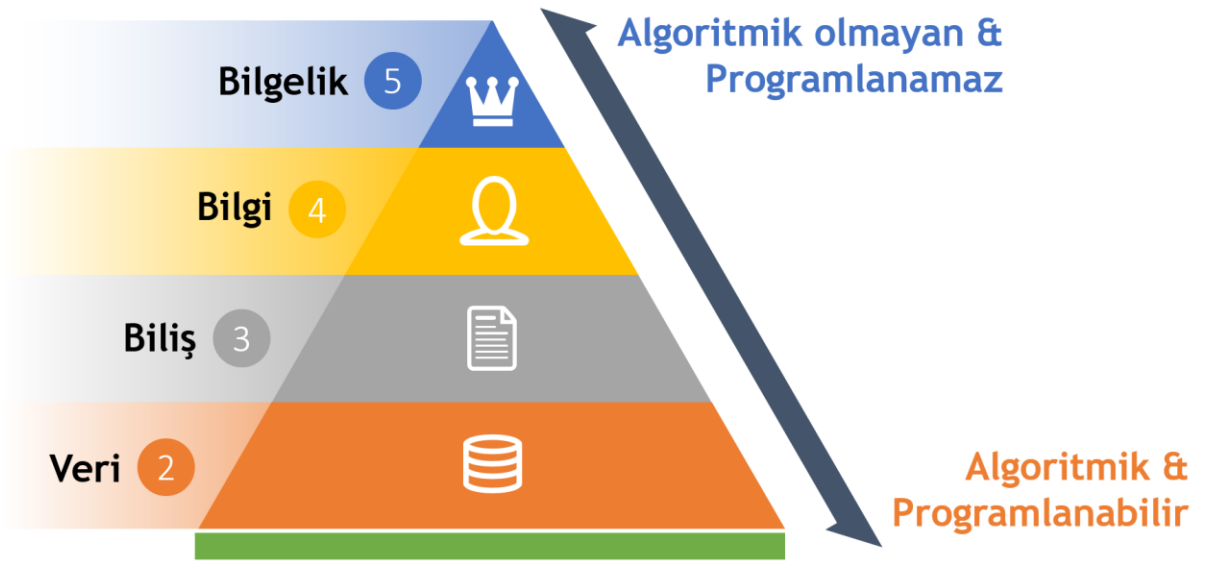 Algoritmik olmayan &
Programlanamaz
Bilgelik 5
Bilgi 4
Biliş 3
Veri 2
Algoritmik &
Programlanabilir